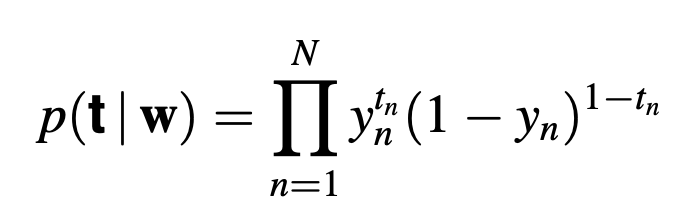 p(𝐭 | 𝐰) = ∏_{n=1}^{N} y_n^{t_n} (1 − y_n)^{1−t_n}